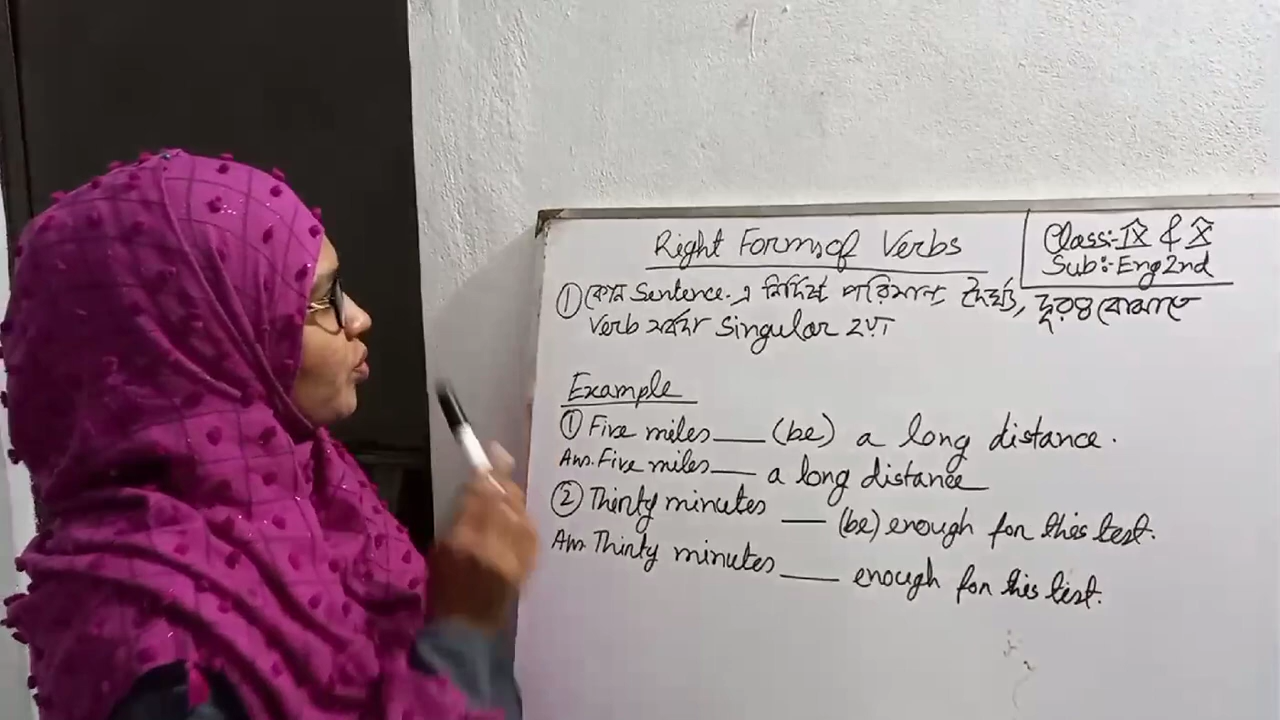 Right Forms of Verbs
Class:-IX & X
Sub:-Eng 2nd
① কোন Sentence. এ নির্দিষ্ট পরিমান, দৈর্ঘ্য, দূরত্ব বোঝাতে
Verb সর্বদা Singular হয়।
Example
① Five miles ___ (be) a long distance.
Ans. Five miles ___ a long distance
② Thirty minutes ___ (be) enough for this test.
Ans. Thirty minutes ___ enough for this test.